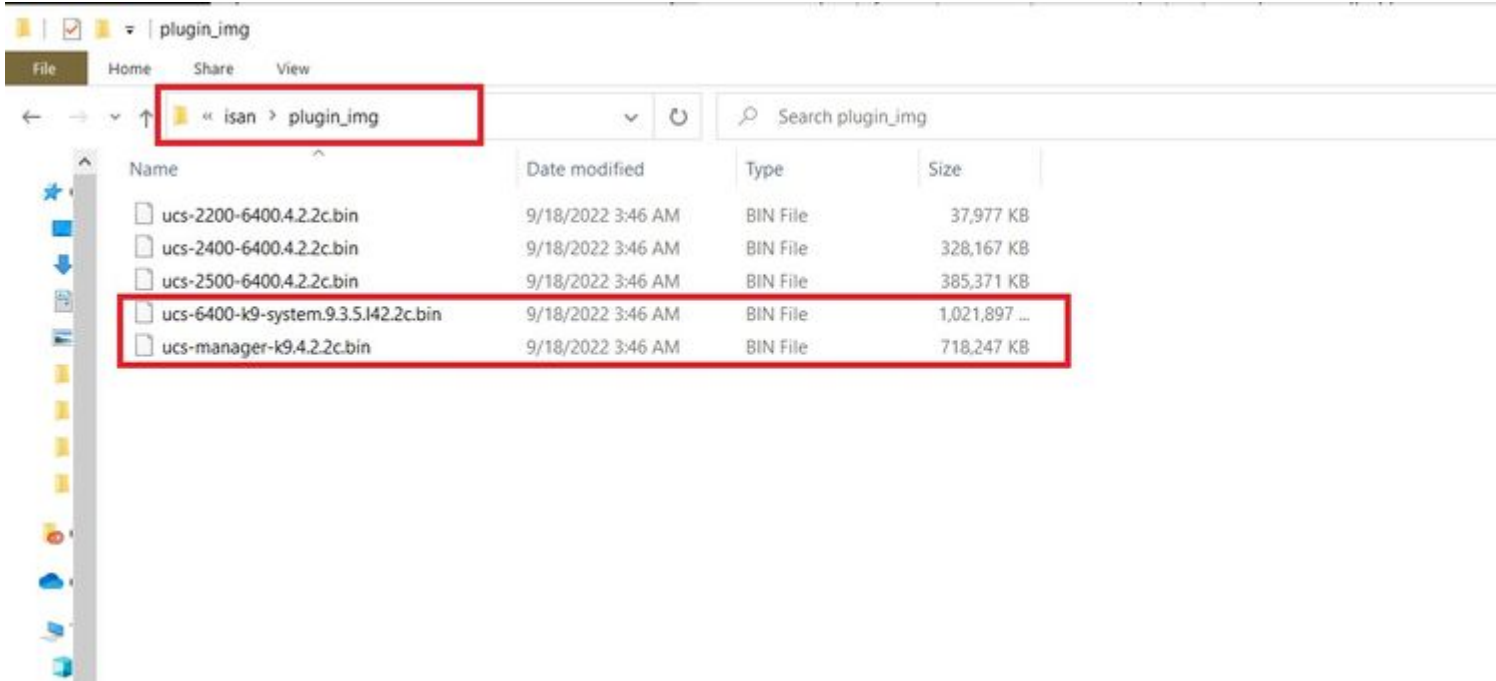 plugin_img
File Home Share View
« isan > plugin_img
Search plugin_img
Name Date modified Type Size
ucs-2200-6400.4.2.2c.bin 9/18/2022 3:46 AM BIN File 37,977 KB
ucs-2400-6400.4.2.2c.bin 9/18/2022 3:46 AM BIN File 328,167 KB
ucs-2500-6400.4.2.2c.bin 9/18/2022 3:46 AM BIN File 385,371 KB
ucs-6400-k9-system.9.3.5.I42.2c.bin 9/18/2022 3:46 AM BIN File 1,021,897 ...
ucs-manager-k9.4.2.2c.bin 9/18/2022 3:46 AM BIN File 718,247 KB